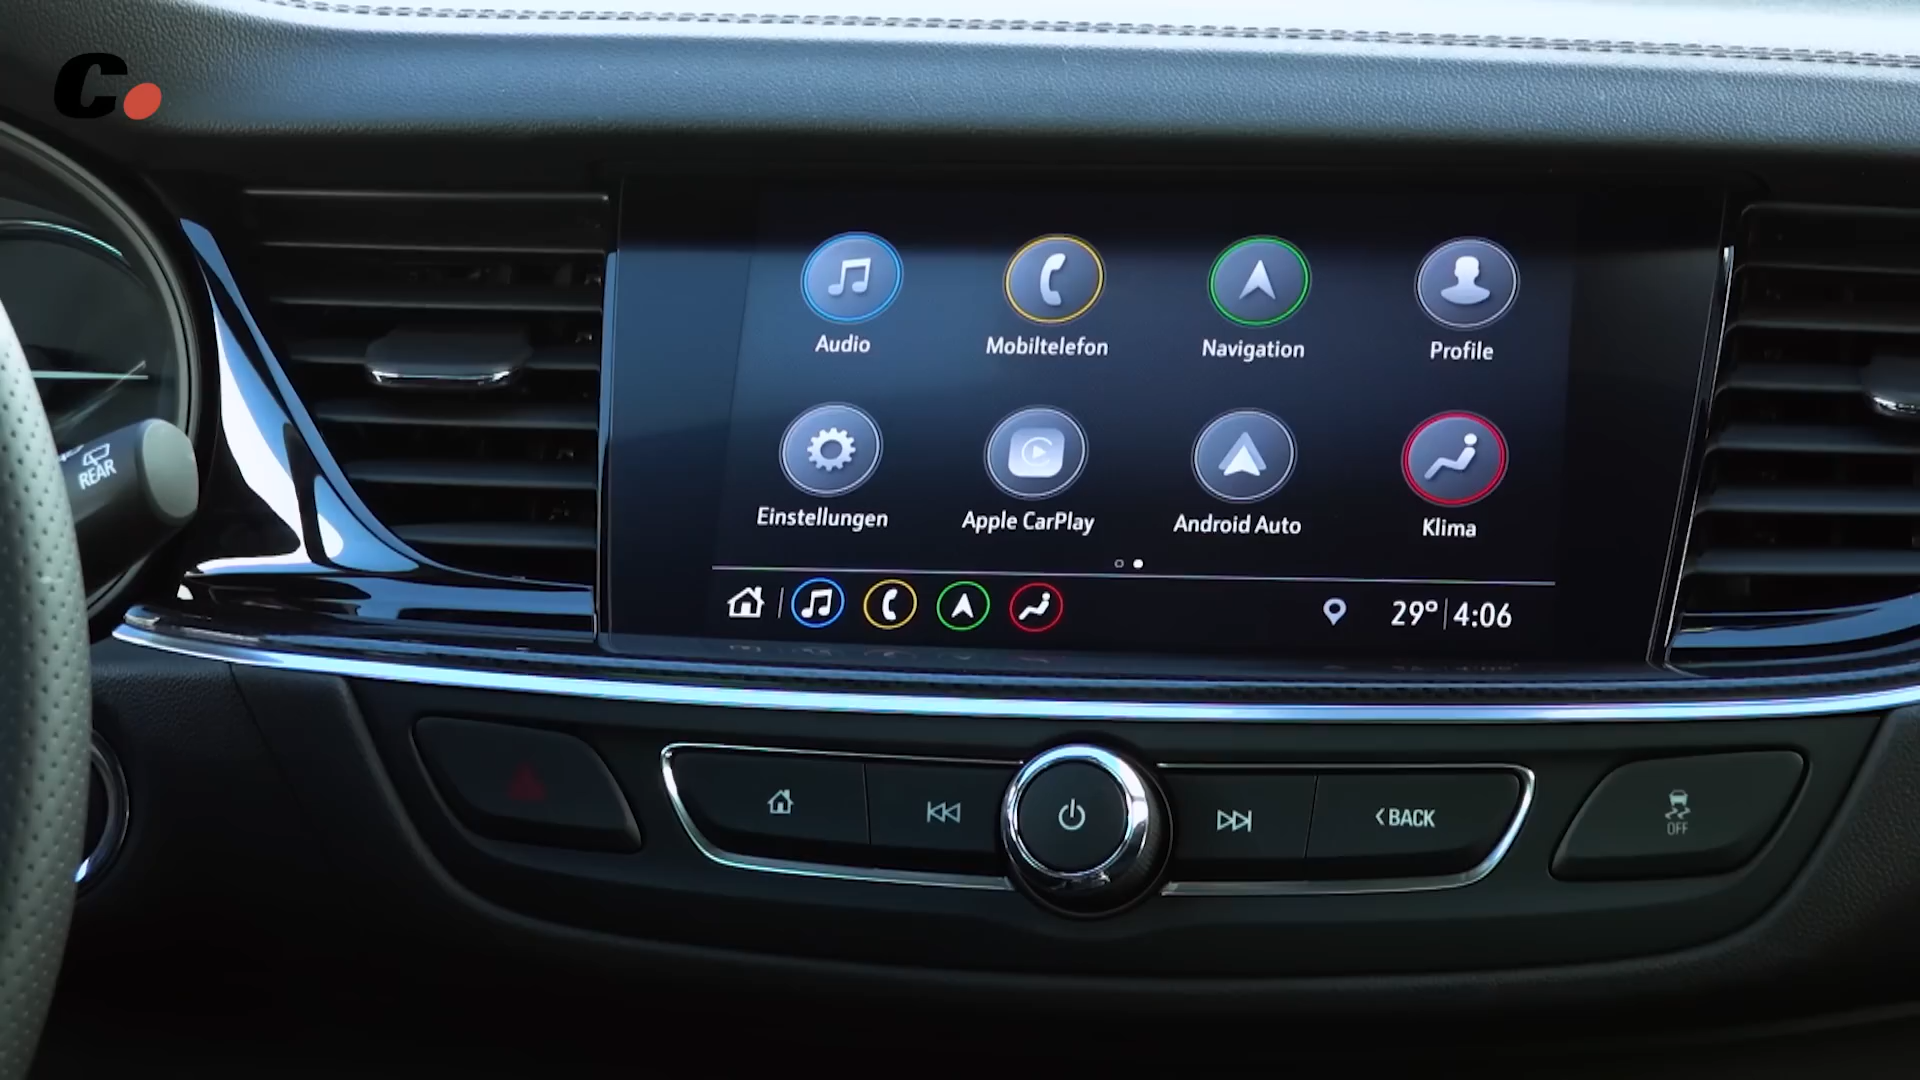 C.
REAR
Audio
Mobiltelefon
Navigation
Profile
Einstellungen
Apple CarPlay
Android Auto
Klima
29° 4:06
BACK
OFF